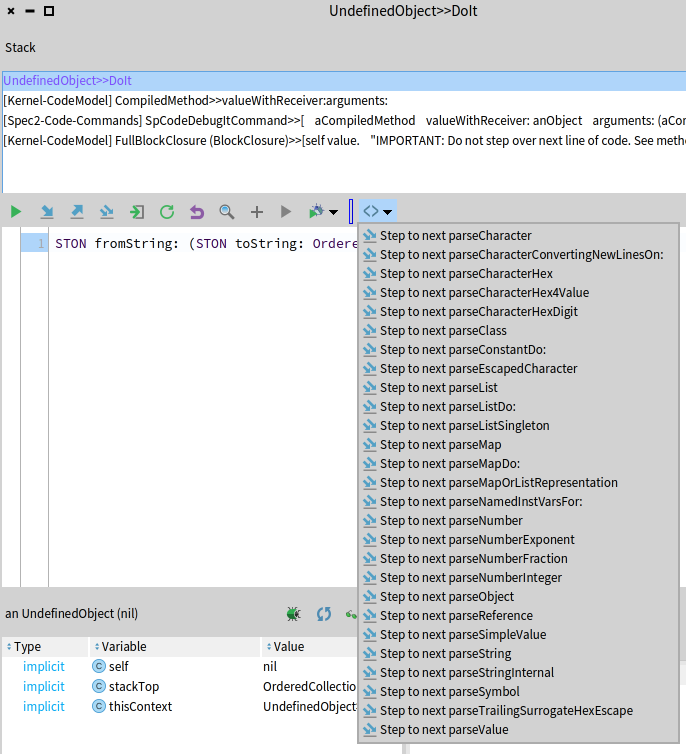 UndefinedObject>>DoIt
Stack
UndefinedObject>>DoIt
[Kernel-CodeModel] CompiledMethod>>valueWithReceiver:arguments:
[Spec2-Code-Commands] SpCodeDebugItCommand>>[ aCompiledMethod valueWithReceiver: anObject arguments: (aCom
[Kernel-CodeModel] FullBlockClosure (BlockClosure)>>[self value. "IMPORTANT: Do not step over next line of code. See meth
<>
1 STON fromString: (STON toString: Ordere
Step to next parseCharacter
Step to next parseCharacterConvertingNewLinesOn:
Step to next parseCharacterHex
Step to next parseCharacterHex4Value
Step to next parseCharacterHexDigit
Step to next parseClass
Step to next parseConstantDo:
Step to next parseEscapedCharacter
Step to next parseList
Step to next parseListDo:
Step to next parseListSingleton
Step to next parseMap
Step to next parseMapDo:
Step to next parseMapOrListRepresentation
Step to next parseNamedInstVarsFor:
Step to next parseNumber
Step to next parseNumberExponent
Step to next parseNumberFraction
Step to next parseNumberInteger
Step to next parseObject
Step to next parseReference
Step to next parseSimpleValue
Step to next parseString
Step to next parseStringInternal
Step to next parseSymbol
Step to next parseTrailingSurrogateHexEscape
Step to next parseValue
an UndefinedObject (nil)
Type Variable Value
implicit C self nil
implicit C stackTop OrderedCollectio
implicit C thisContext UndefinedObject